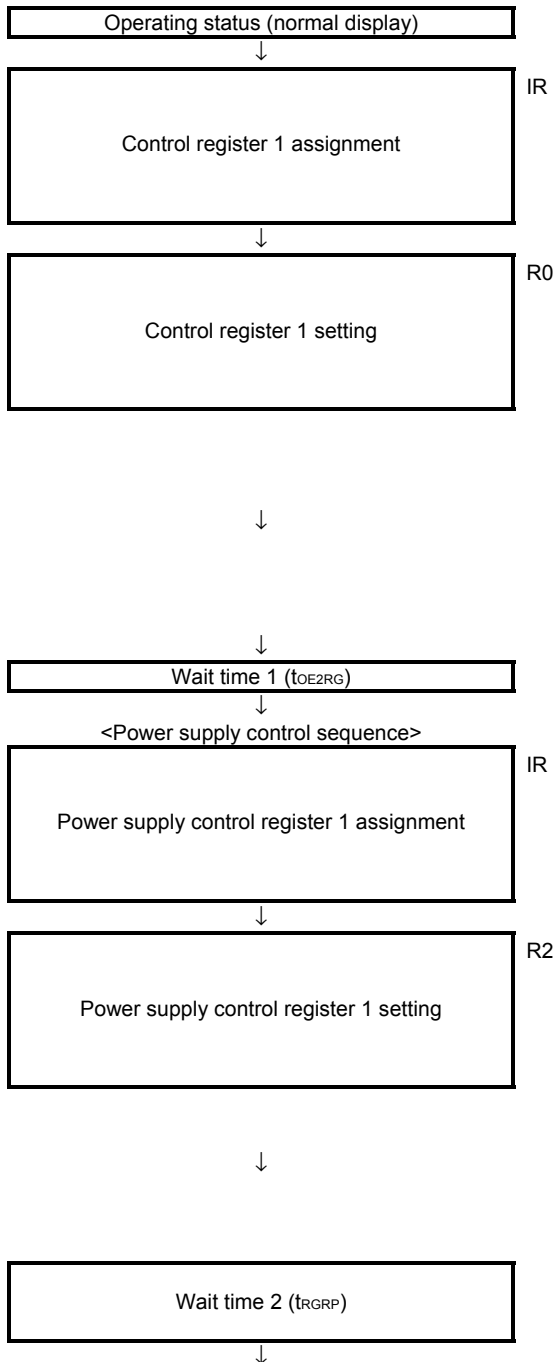 Operating status (normal display)
↓
IR
Control register 1 assignment
↓
R0
Control register 1 setting
↓
↓
Wait time 1 (tOE2RG)
↓
<Power supply control sequence>
IR
Power supply control register 1 assignment
↓
R2
Power supply control register 1 setting
↓
Wait time 2 (tRGRP)
↓